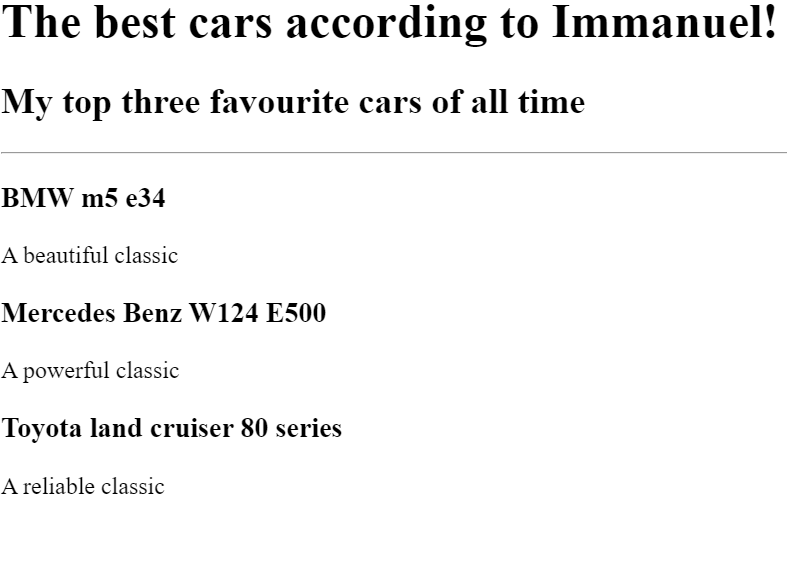 The best cars according to Immanuel!
My top three favourite cars of all time
BMW m5 e34
A beautiful classic
Mercedes Benz W124 E500
A powerful classic
Toyota land cruiser 80 series
A reliable classic